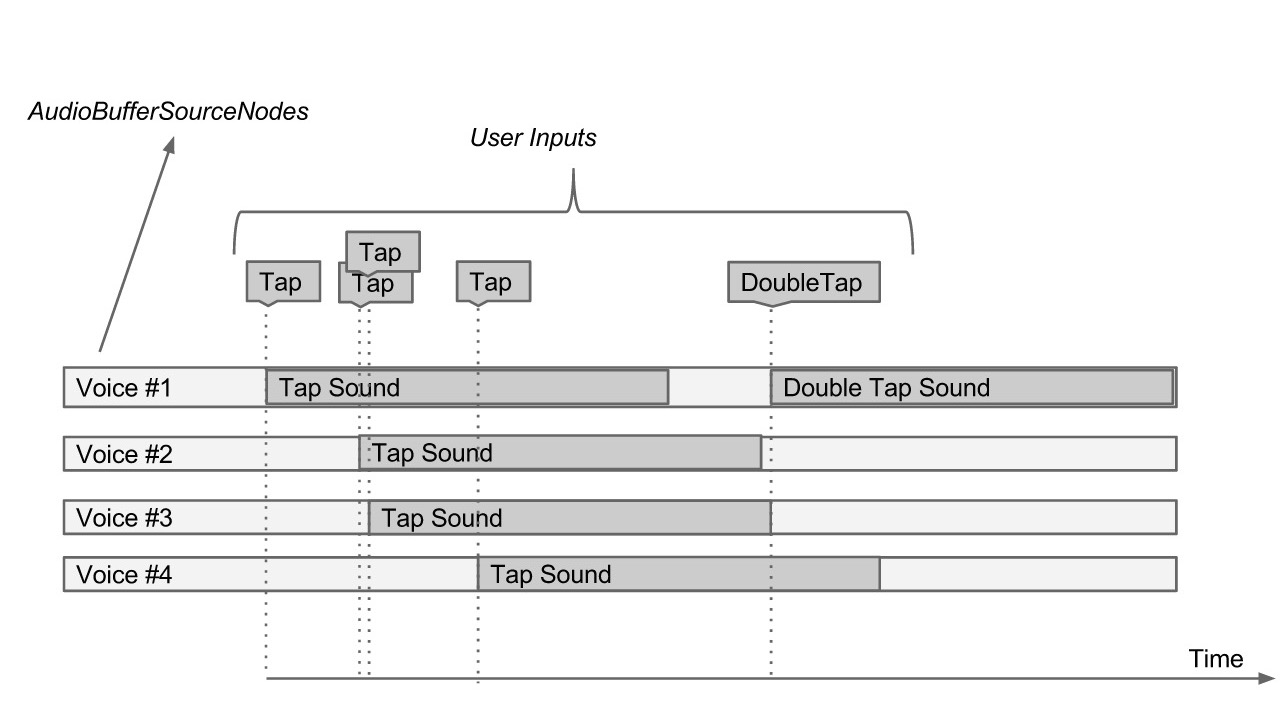 AudioBufferSourceNodes
User Inputs
Tap
Tap
Tap
Tap
DoubleTap
Voice #1
Tap Sound
Double Tap Sound
Voice #2
Tap Sound
Voice #3
Tap Sound
Voice #4
Tap Sound
Time